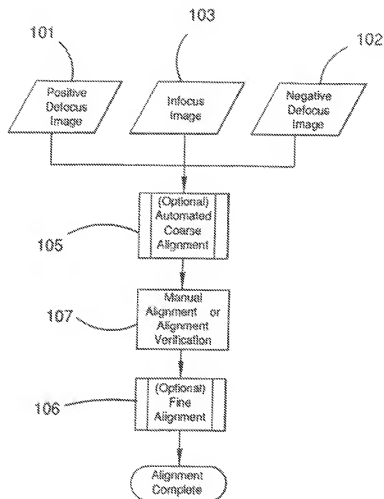 101
103
102
Positive
Defocus
Image
Infocus
Image
Negative
Defocus
Image
(Optional)
Automated
Coarse
Alignment
105
Manual
Alignment or
Alignment
Verification
107
(Optional)
Fine
Alignment
106
Alignment
Complete